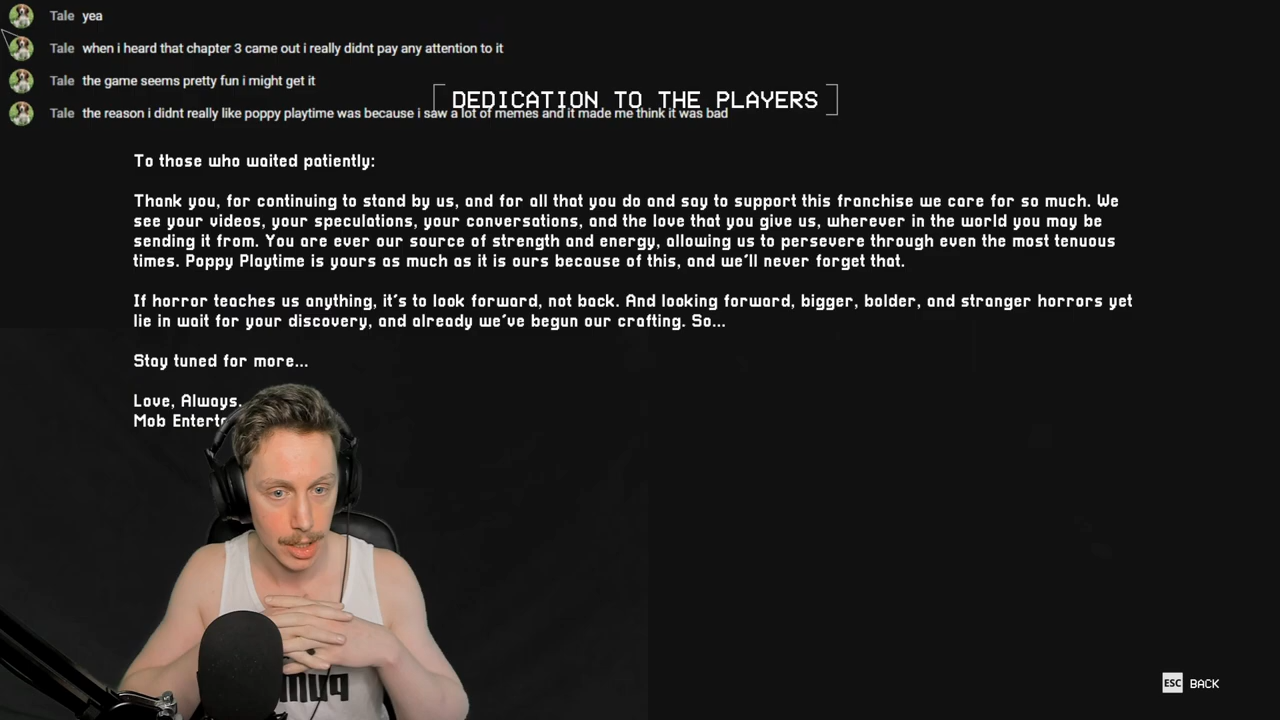 Tale yea
Tale when i heard that chapter 3 came out i really didnt pay any attention to it
Tale the game seems pretty fun i might get it
DEDICATION TO THE PLAYERS
Tale the reason i didnt really like poppy playtime was because i saw a lot of memes and it made me think it was bad
To those who waited patiently:
Thank you, for continuing to stand by us, and for all that you do and say to support this franchise we care for so much. We
see your videos, your speculations, your conversations, and the love that you give us, wherever in the world you may be
sending it from. You are ever our source of strength and energy, allowing us to persevere through even the most tenuous
times. Poppy Playtime is yours as much as it is ours because of this, and we'll never forget that.
If horror teaches us anything, it's to look forward, not back. And looking forward, bigger, bolder, and stranger horrors yet
lie in wait for your discovery, and already we've begun our crafting. So...
Stay tuned for more...
Love, Always.
Mob
ESC BACK